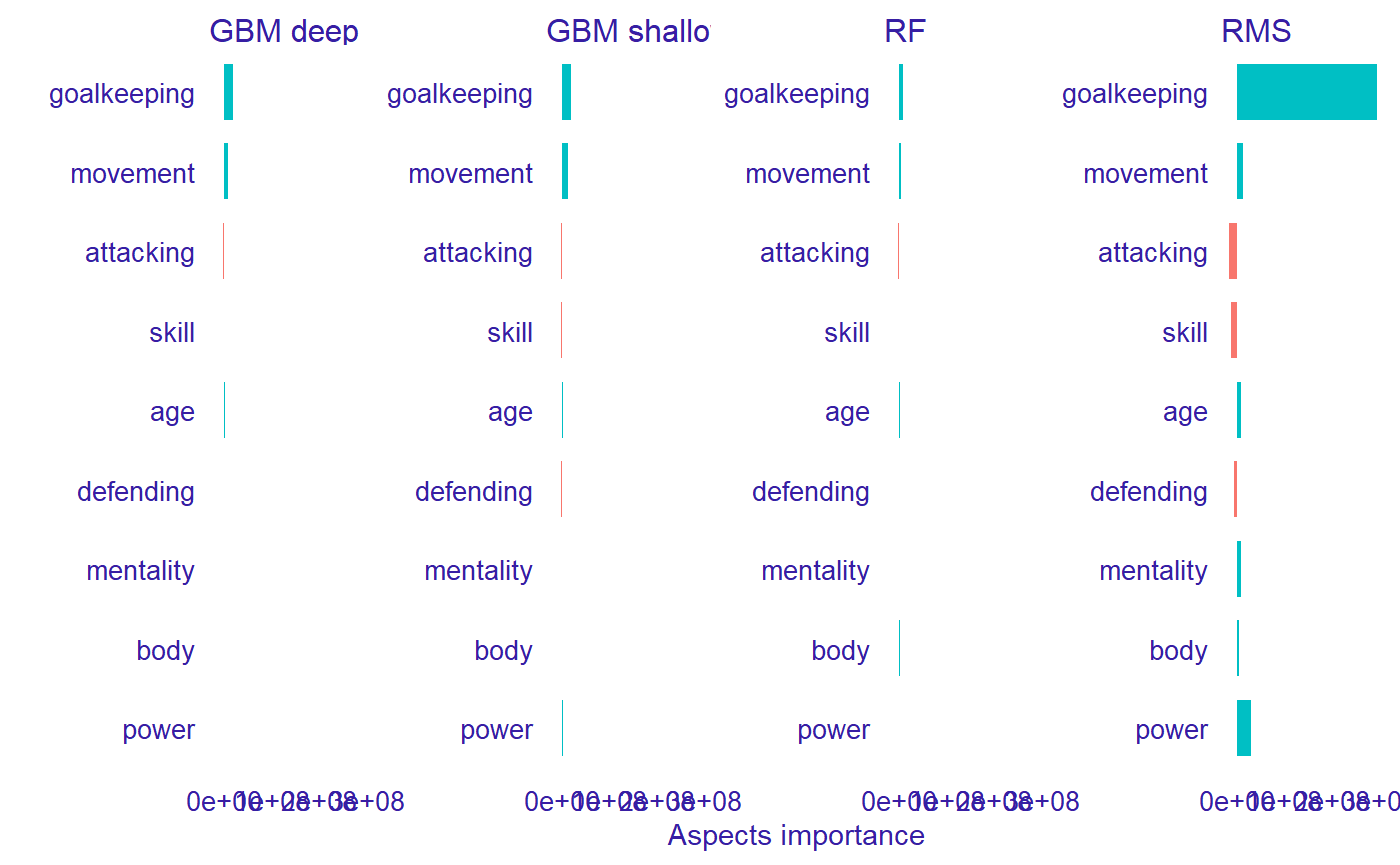 GBM deep GBM shallo RF RMS
goalkeeping goalkeeping goalkeeping goalkeeping
movement movement movement movement
attacking attacking attacking attacking
skill skill skill skill
age age age age
defending defending defending defending
mentality mentality mentality mentality
body body body body
power power power power
0e+00 1e+08 2e+08 3e+08 0e+00 1e+08 2e+08 3e+08 0e+00 1e+08 2e+08 3e+08 0e+00 1e+08 2e+08 3e+0
Aspects importance